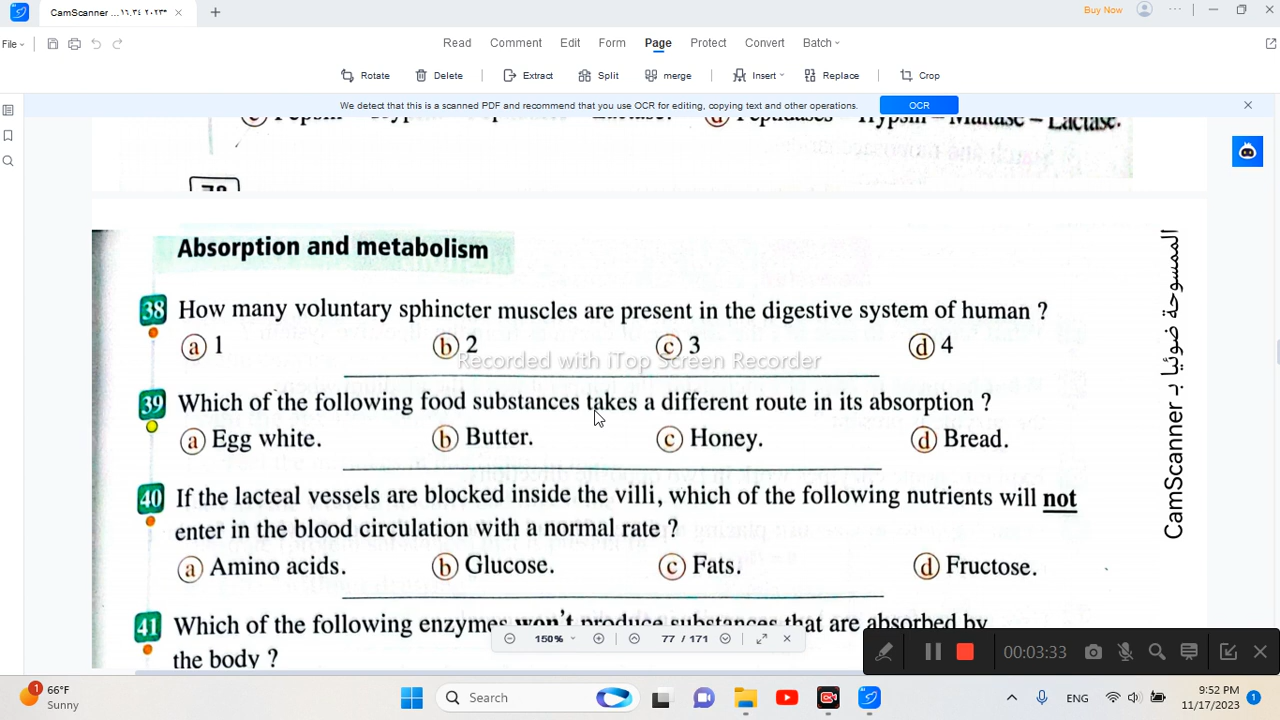 CamScanner ...
Buy Now
File
Read Comment Edit Form Page Protect Convert Batch
Rotate Delete Extract Split merge Insert Replace Crop
We detect that this is a scanned PDF and recommend that you use OCR for editing, copying text and other operations. OCR
d Peptidases – Trypsin – Maltase – Lactase.
Absorption and metabolism
38 How many voluntary sphincter muscles are present in the digestive system of human ?
a 1 b 2 c 3 d 4
Recorded with iTop Screen Recorder
39 Which of the following food substances takes a different route in its absorption ?
a Egg white. b Butter. c Honey. d Bread.
40 If the lacteal vessels are blocked inside the villi, which of the following nutrients will not
enter in the blood circulation with a normal rate ?
a Amino acids. b Glucose. c Fats. d Fructose.
41 Which of the following enzymes won't produce substances that are absorbed by
the body ?
الممسوحة ضوئيا بـ CamScanner
150% 77 / 171
00:03:33
1
66°F
Sunny
Search
ENG
9:52 PM
11/17/2023
1